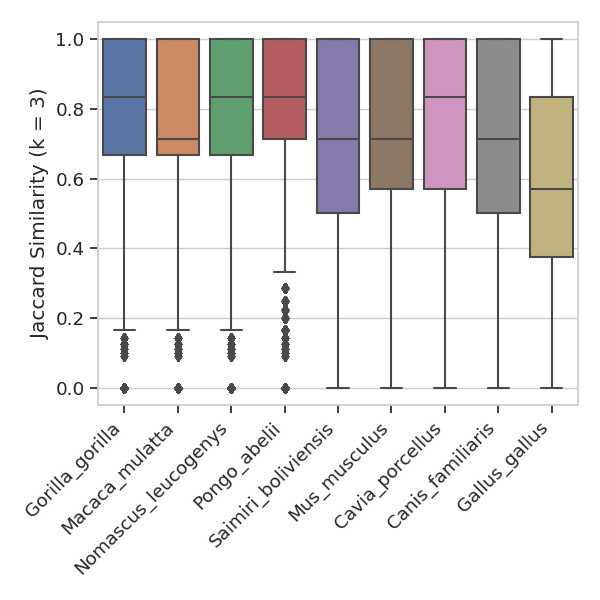 Jaccard Similarity (k = 3)
1.0
0.8
0.6
0.4
0.2
0.0
Gorilla_gorilla
Macaca_mulatta
Nomascus_leucogenys
Pongo_abelii
Saimiri_boliviensis
Mus_musculus
Cavia_porcellus
Canis_familiaris
Gallus_gallus